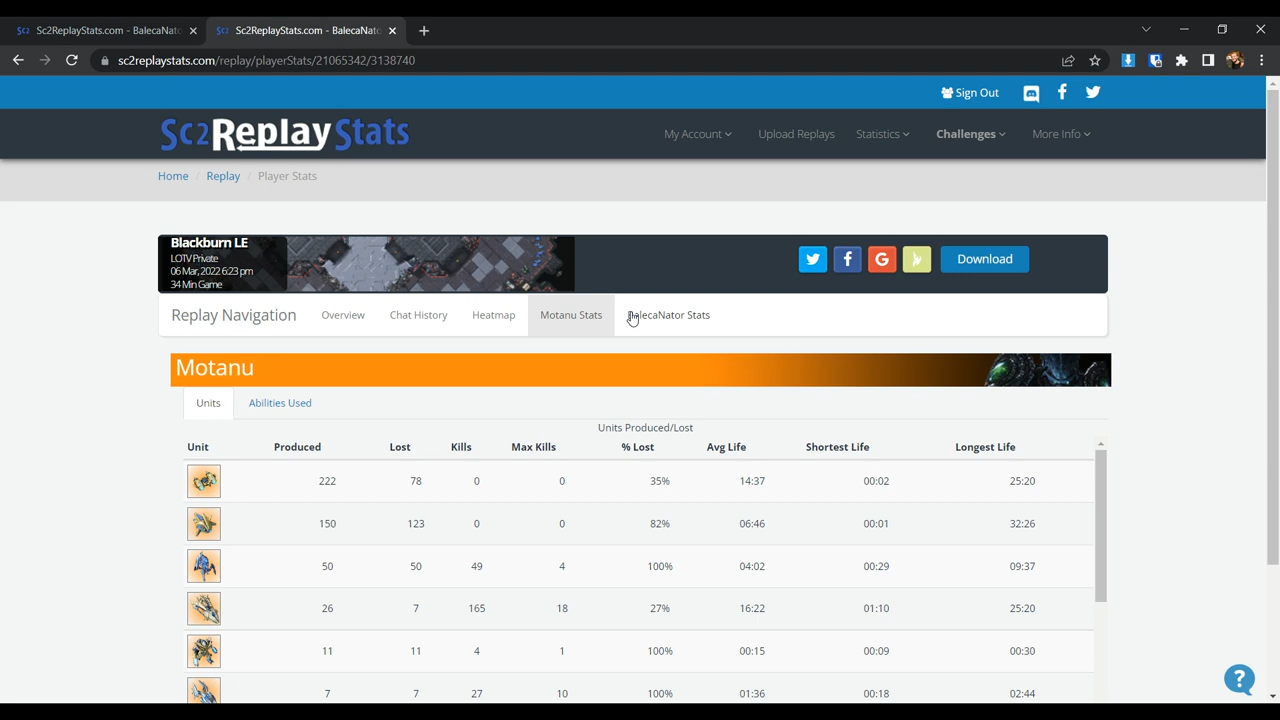 Sc2ReplayStats.com - BalecaNato
Sc2ReplayStats.com - BalecaNato
sc2replaystats.com/replay/playerStats/21065342/3138740
Sign Out
Sc2ReplayStats
My Account Upload Replays Statistics Challenges More Info
Home / Replay / Player Stats
Blackburn LE
LOTV Private
06 Mar, 2022 6:23 pm
34 Min Game
Download
Replay Navigation Overview Chat History Heatmap Motanu Stats BalecaNator Stats
Motanu
Units Abilities Used
Units Produced/Lost
Unit Produced Lost Kills Max Kills % Lost Avg Life Shortest Life Longest Life
222 78 0 0 35% 14:37 00:02 25:20
150 123 0 0 82% 06:46 00:01 32:26
50 50 49 4 100% 04:02 00:29 09:37
26 7 165 18 27% 16:22 01:10 25:20
11 11 4 1 100% 00:15 00:09 00:30
7 7 27 10 100% 01:36 00:18 02:44